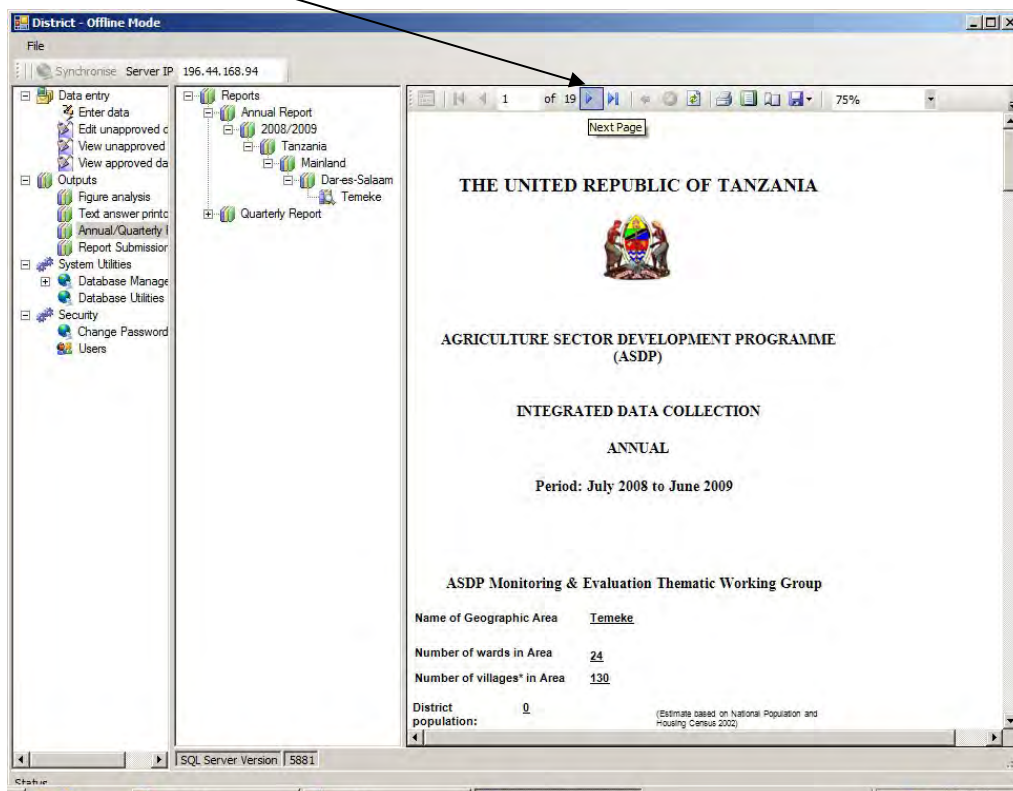 District - Offline Mode
File
Synchronise Server IP 196.44.168.94
Data entry
Enter data
Edit unapproved d
View unapproved
View approved da
Outputs
Figure analysis
Text answer printo
Annual/Quarterly
Report Submission
System Utilities
Database Manage
Database Utilities
Security
Change Password
Users
Reports
Annual Report
2008/2009
Tanzania
Mainland
Dar-es-Salaam
Temeke
Quarterly Report
1 of 19 75%
Next Page
THE UNITED REPUBLIC OF TANZANIA
AGRICULTURE SECTOR DEVELOPMENT PROGRAMME
(ASDP)
INTEGRATED DATA COLLECTION
ANNUAL
Period: July 2008 to June 2009
ASDP Monitoring & Evaluation Thematic Working Group
Name of Geographic Area Temeke
Number of wards in Area 24
Number of villages* in Area 130
District population: 0
(Estimate based on National Population and
Housing Census 2002)
SQL Server Version 5881
Status